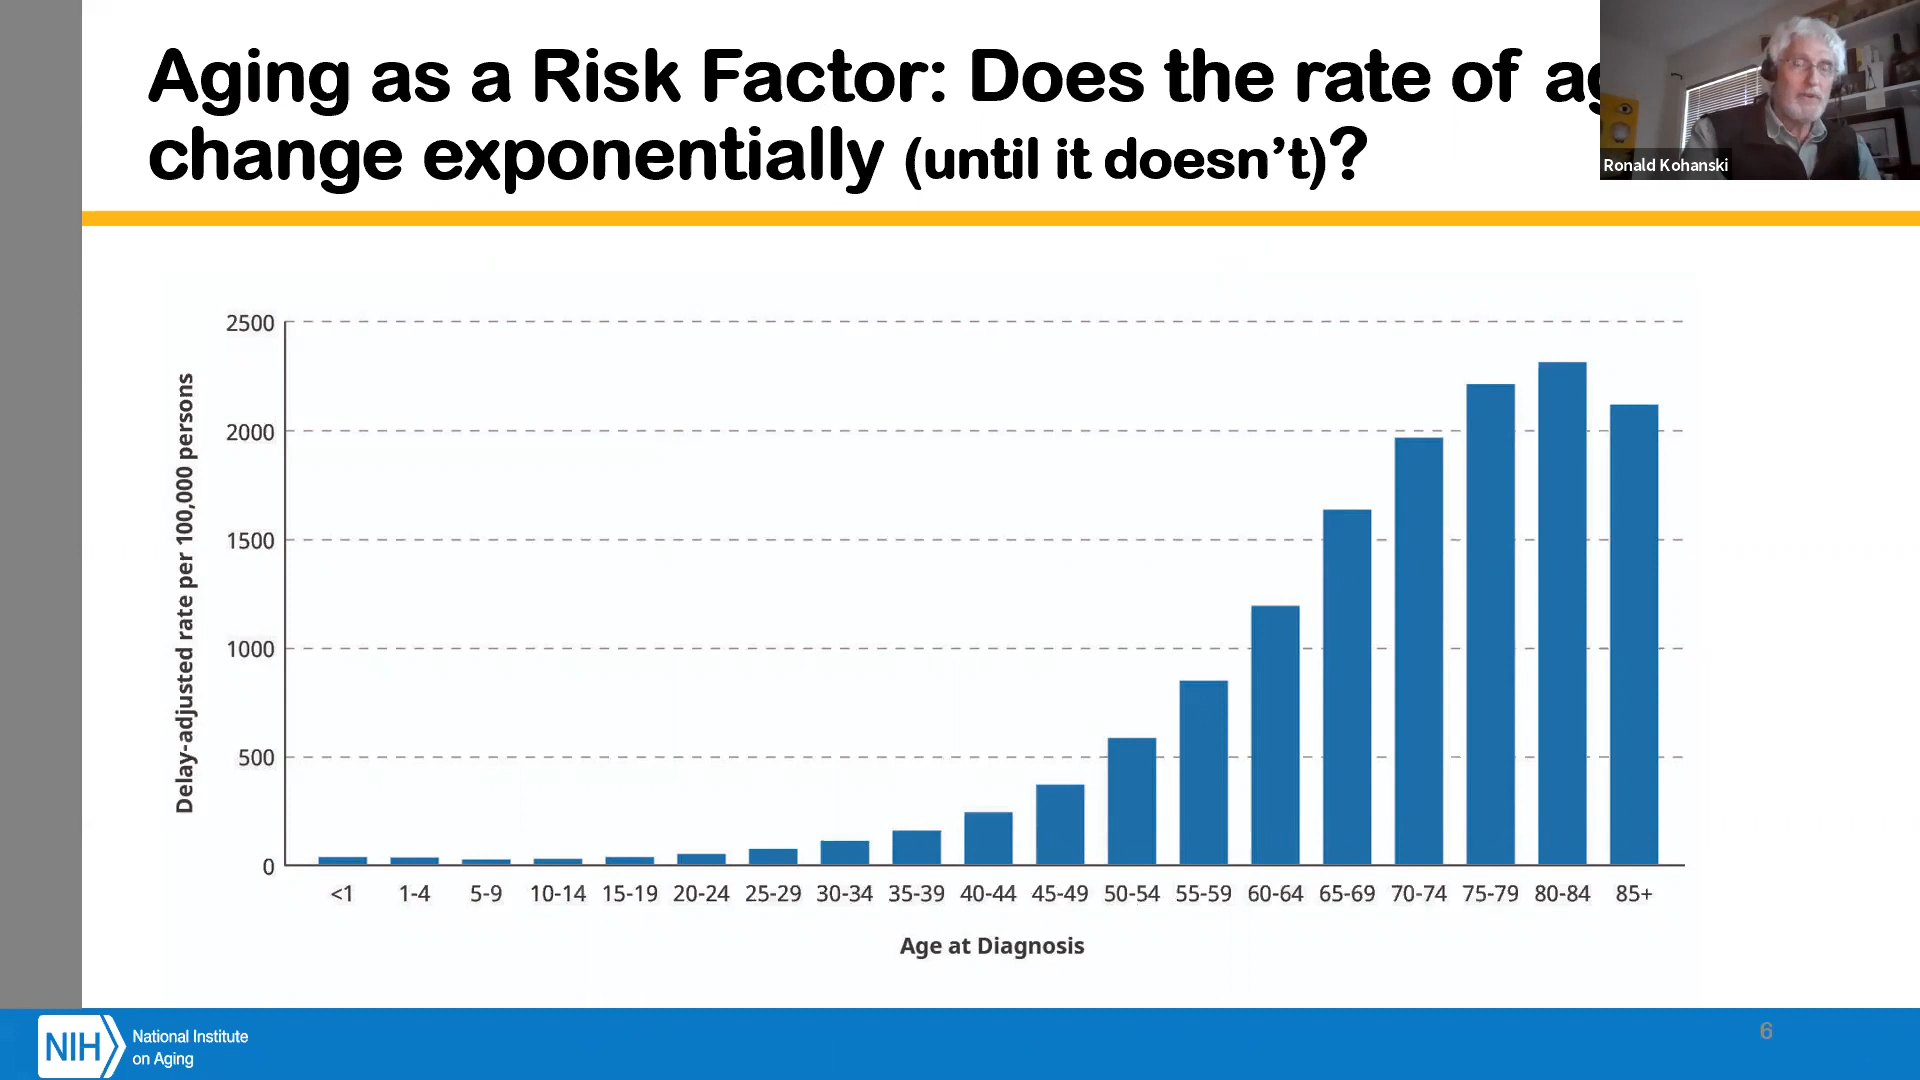 Aging as a Risk Factor: Does the rate of
change exponentially (until it doesn't)?
Ronald Kohanski
Delay-adjusted rate per 100,000 persons
2500
2000
1500
1000
500
0
<1 1-4 5-9 10-14 15-19 20-24 25-29 30-34 35-39 40-44 45-49 50-54 55-59 60-64 65-69 70-74 75-79 80-84 85+
Age at Diagnosis
NIH
National Institute
on Aging
6